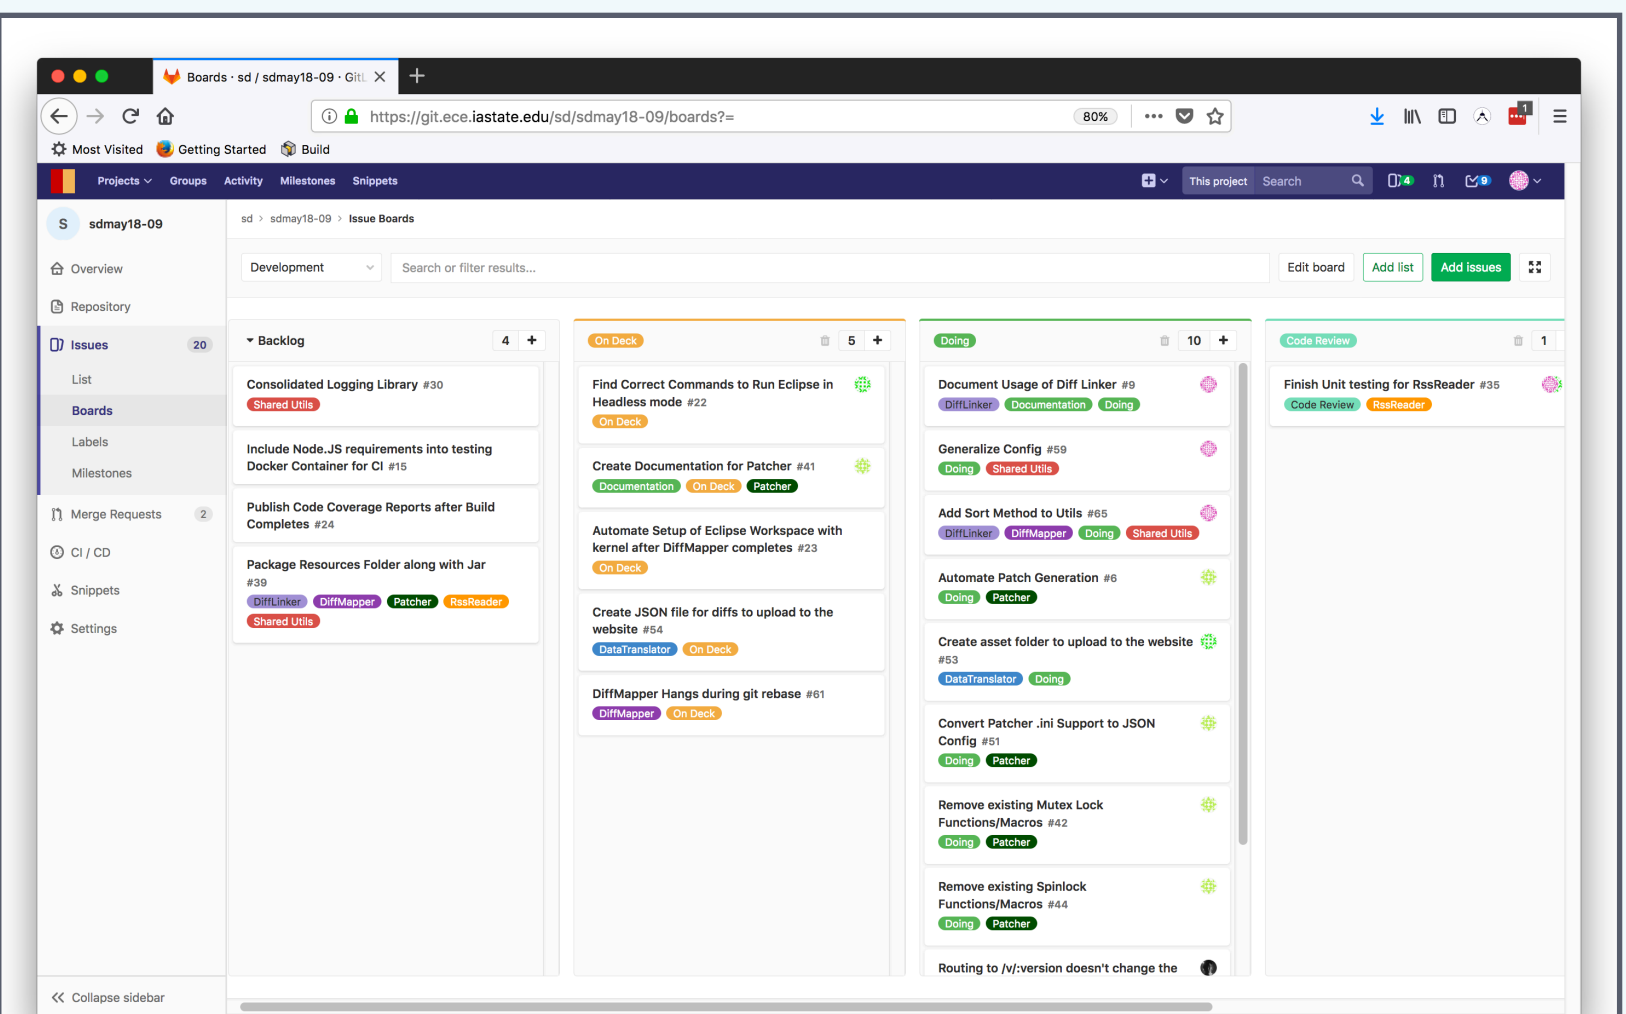 Boards · sd / sdmay18-09 · GitL
https://git.ece.iastate.edu/sd/sdmay18-09/boards?=
80%
1
Most Visited Getting Started Build
Projects Groups Activity Milestones Snippets
This project Search
4
9
S sdmay18-09
sd > sdmay18-09 > Issue Boards
Overview
Repository
Issues 20
List
Boards
Labels
Milestones
Merge Requests 2
CI / CD
Snippets
Settings
Collapse sidebar
Development Search or filter results... Edit board Add list Add issues
Backlog 4 +
Consolidated Logging Library #30
Shared Utils
Include Node.JS requirements into testing
Docker Container for CI #15
Publish Code Coverage Reports after Build
Completes #24
Package Resources Folder along with Jar
#39
DiffLinker DiffMapper Patcher RssReader
Shared Utils
On Deck 5 +
Find Correct Commands to Run Eclipse in
Headless mode #22
On Deck
Create Documentation for Patcher #41
Documentation On Deck Patcher
Automate Setup of Eclipse Workspace with
kernel after DiffMapper completes #23
On Deck
Create JSON file for diffs to upload to the
website #54
DataTranslator On Deck
DiffMapper Hangs during git rebase #61
DiffMapper On Deck
Doing 10 +
Document Usage of Diff Linker #9
DiffLinker Documentation Doing
Generalize Config #59
Doing Shared Utils
Add Sort Method to Utils #65
DiffLinker DiffMapper Doing Shared Utils
Automate Patch Generation #6
Doing Patcher
Create asset folder to upload to the website
#53
DataTranslator Doing
Convert Patcher .ini Support to JSON
Config #51
Doing Patcher
Remove existing Mutex Lock
Functions/Macros #42
Doing Patcher
Remove existing Spinlock
Functions/Macros #44
Doing Patcher
Routing to /v/:version doesn't change the
Code Review 1
Finish Unit testing for RssReader #35
Code Review RssReader